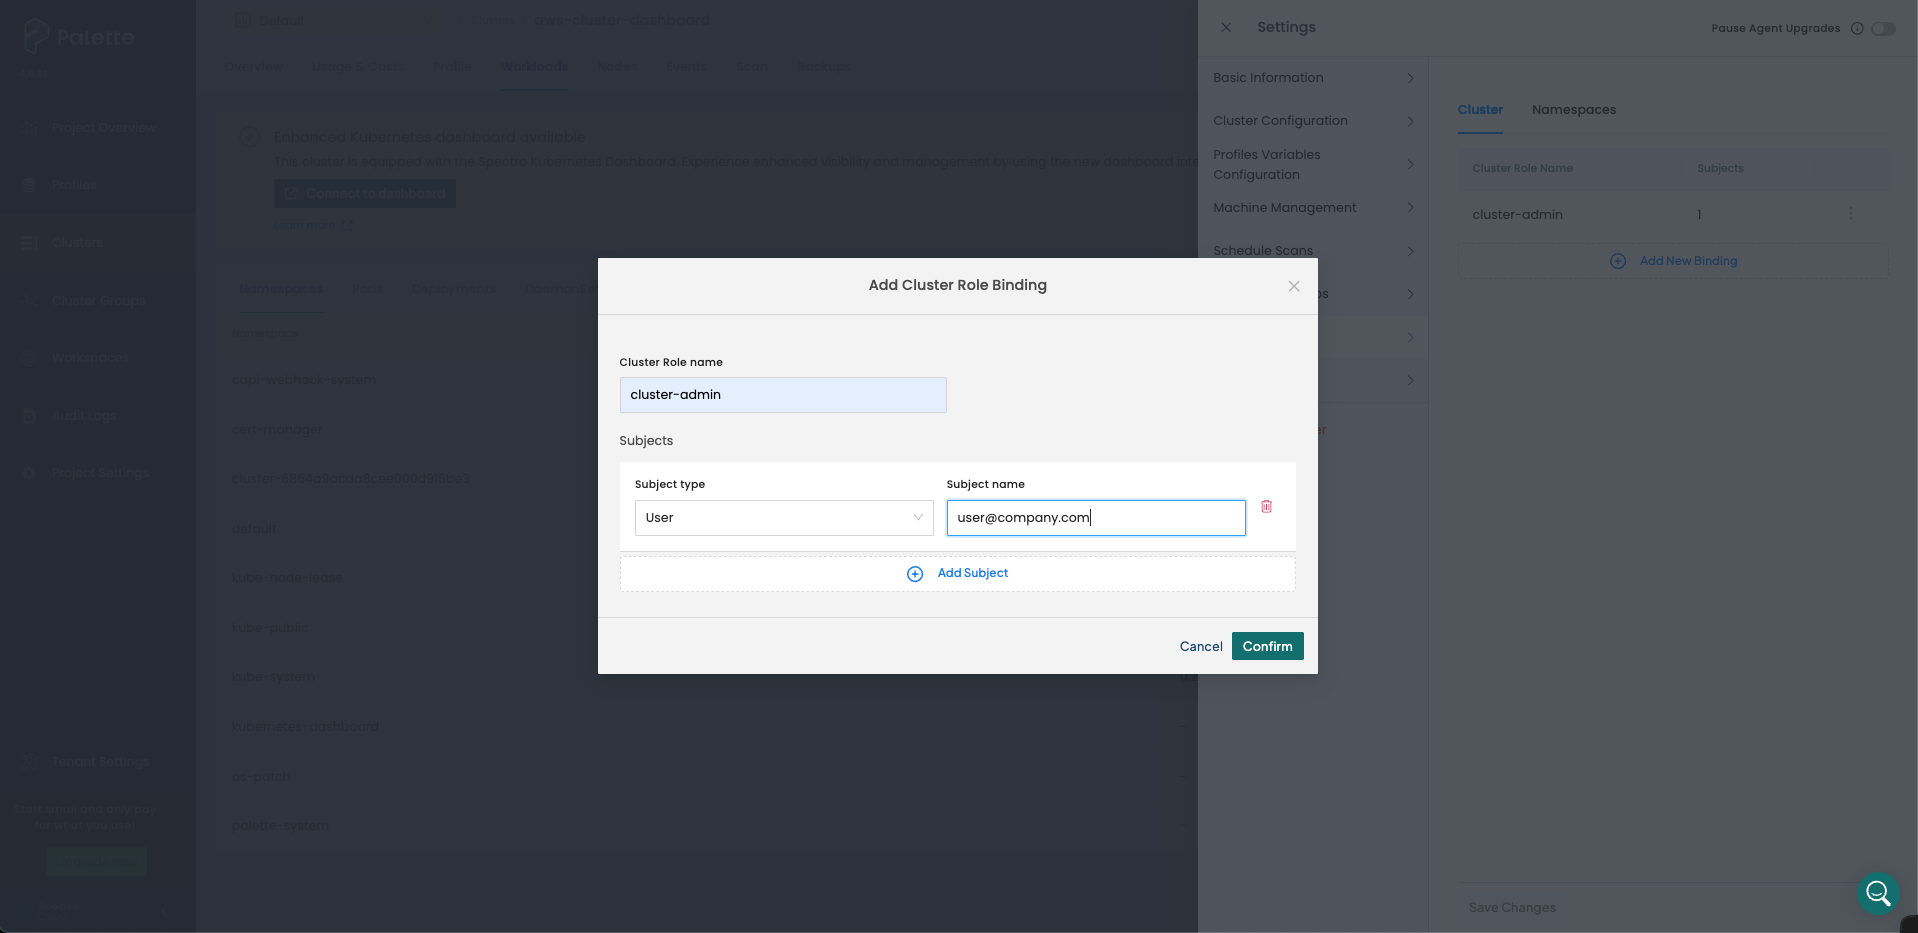 Palette
Project Overview
Profiles
Clusters
Cluster Groups
Workspaces
Audit Logs
Project Settings
Tenant Settings
Start small and only pay
for what you use!
Default
Clusters
aws-cluster-dashboard
Overview
Usage & Costs
Profile
Workloads
Nodes
Events
Scan
Backups
Enhanced Kubernetes dashboard available
This cluster is equipped with the Spectro Kubernetes Dashboard. Experience enhanced visibility and management by using the new dashboard inte
Connect to dashboard
Learn more
Namespaces
Pods
Deployments
DaemonSe
Namespace
capi-webhook-system
cert-manager
default
kube-node-lease
kube-public
kube-system
kubernetes-dashboard
os-patch
palette-system
Settings
Pause Agent Upgrades
Basic Information
Cluster Configuration
Profiles Variables
Configuration
Machine Management
Schedule Scans
Cluster
Namespaces
Cluster Role Name
Subjects
cluster-admin
1
Add New Binding
Save Changes
Add Cluster Role Binding
Cluster Role name
cluster-admin
Subjects
Subject type
Subject name
User
user@company.com
Add Subject
Cancel
Confirm